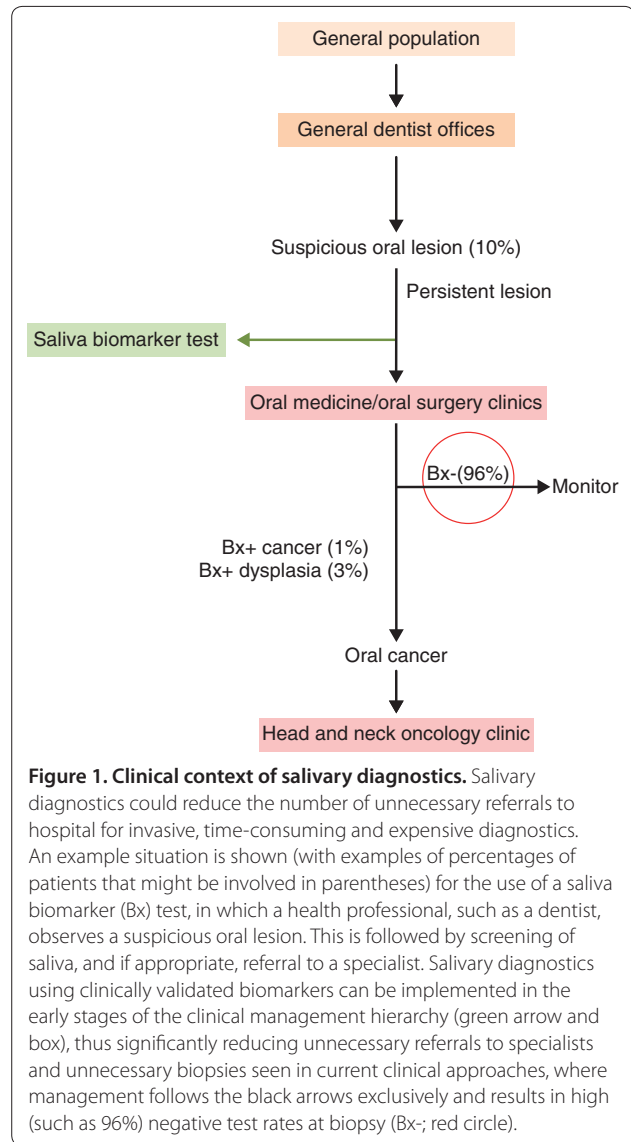 General population
General dentist offices
Suspicious oral lesion (10%)
Persistent lesion
Saliva biomarker test
Oral medicine/oral surgery clinics
Bx-(96%)
Monitor
Bx+ cancer (1%)
Bx+ dysplasia (3%)
Oral cancer
Head and neck oncology clinic
Figure 1. Clinical context of salivary diagnostics. Salivary
diagnostics could reduce the number of unnecessary referrals to
hospital for invasive, time-consuming and expensive diagnostics.
An example situation is shown (with examples of percentages of
patients that might be involved in parentheses) for the use of a saliva
biomarker (Bx) test, in which a health professional, such as a dentist,
observes a suspicious oral lesion. This is followed by screening of
saliva, and if appropriate, referral to a specialist. Salivary diagnostics
using clinically validated biomarkers can be implemented in the
early stages of the clinical management hierarchy (green arrow and
box), thus significantly reducing unnecessary referrals to specialists
and unnecessary biopsies seen in current clinical approaches, where
management follows the black arrows exclusively and results in high
(such as 96%) negative test rates at biopsy (Bx-; red circle).